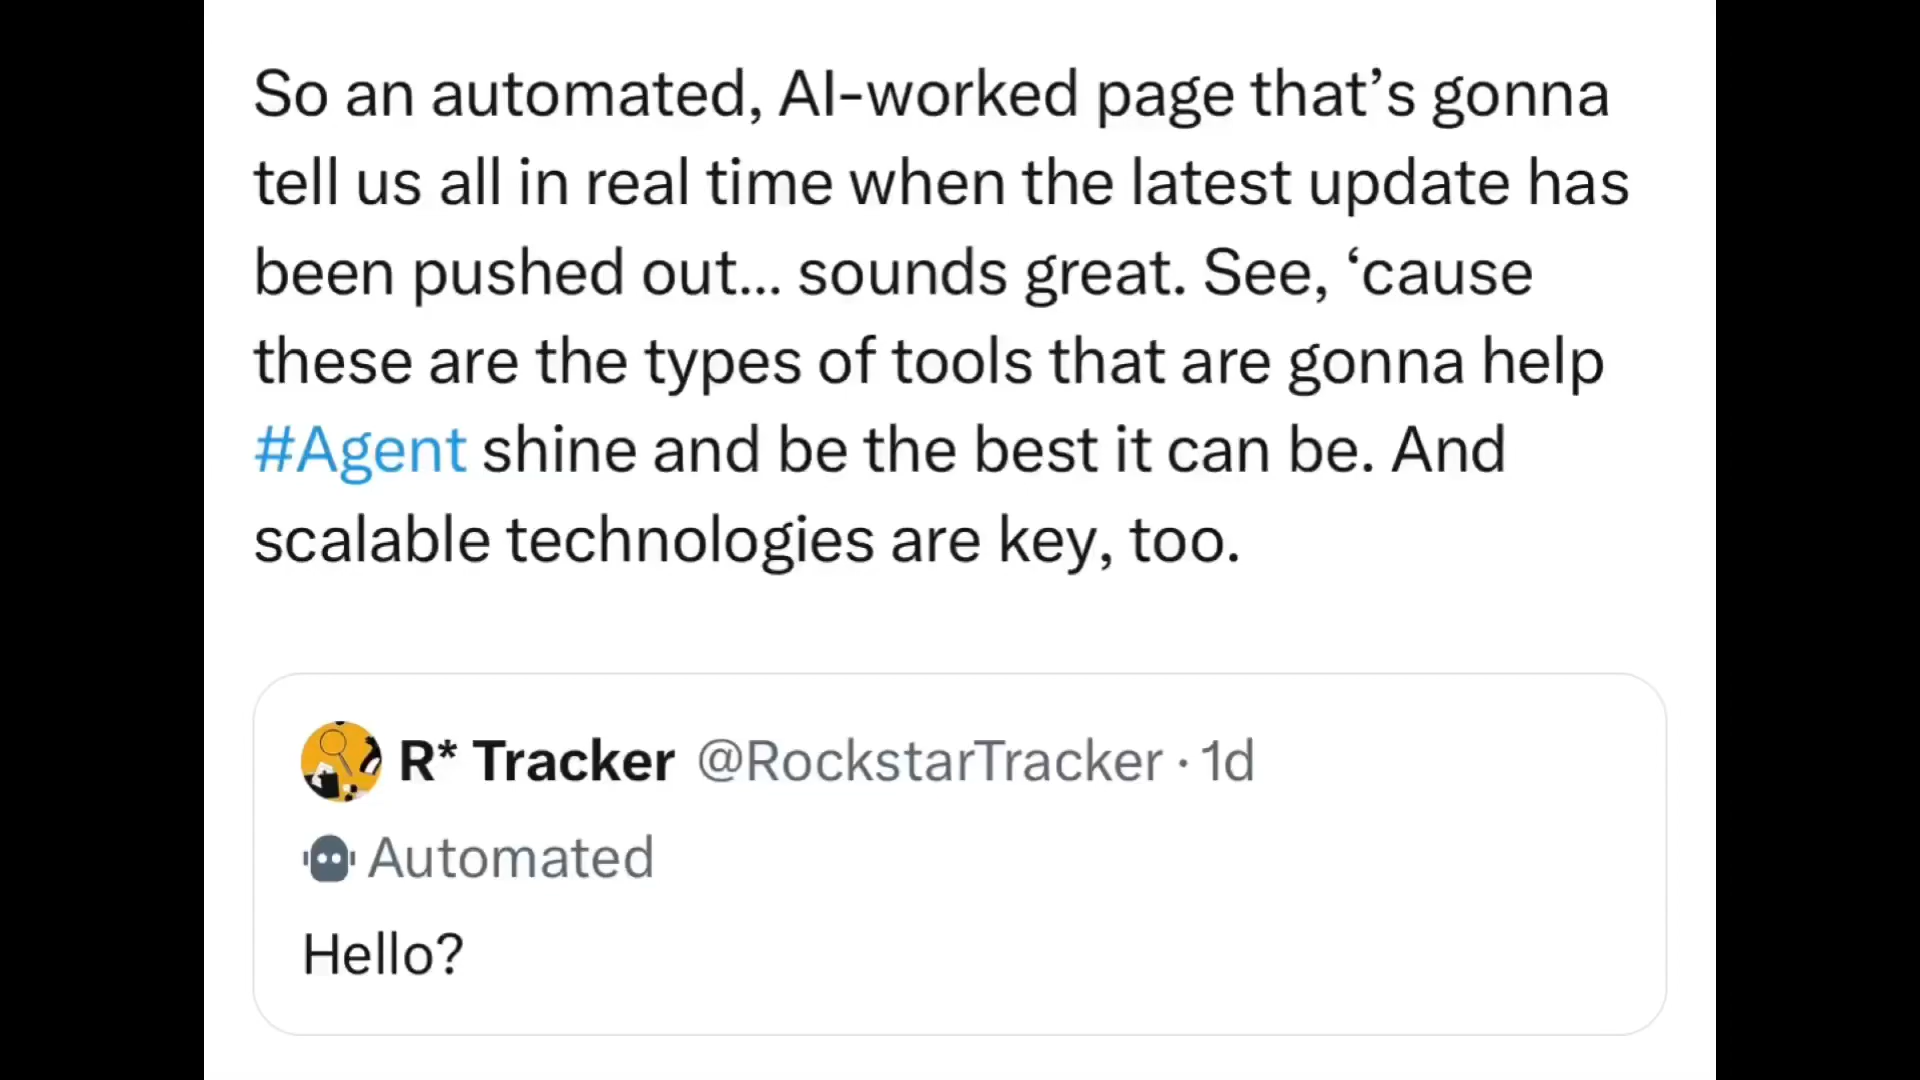 So an automated, AI-worked page that’s gonna
tell us all in real time when the latest update has
been pushed out... sounds great. See, ‘cause
these are the types of tools that are gonna help
#Agent shine and be the best it can be. And
scalable technologies are key, too.
R* Tracker @RockstarTracker · 1d
Automated
Hello?